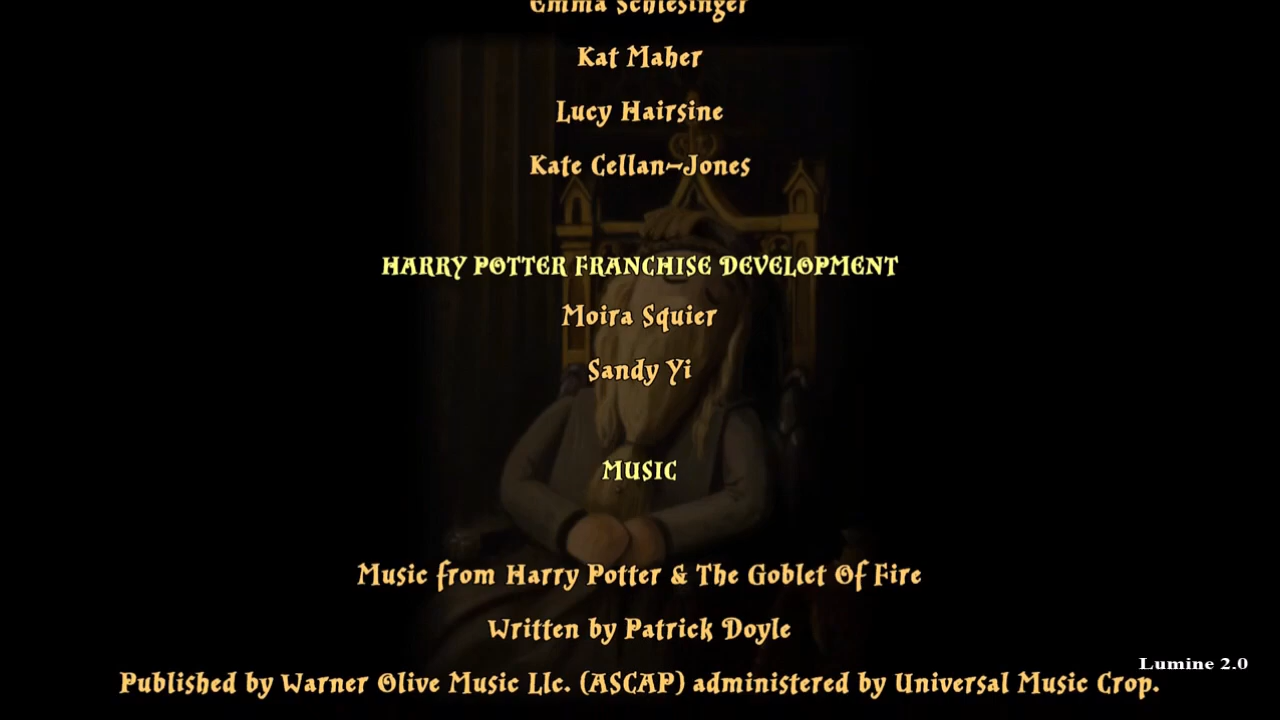 Emma Schlesinger
Kat Maher
Lucy Hairsine
Kate Cellan-Jones
HARRY POTTER FRANCHISE DEVELOPMENT
Moira Squier
Sandy Yi
MUSIC
Music from Harry Potter & The Goblet Of Fire
Written by Patrick Doyle
Published by Warner Olive Music Llc. (ASCAP) administered by Universal Music Crop.
Lumine 2.0